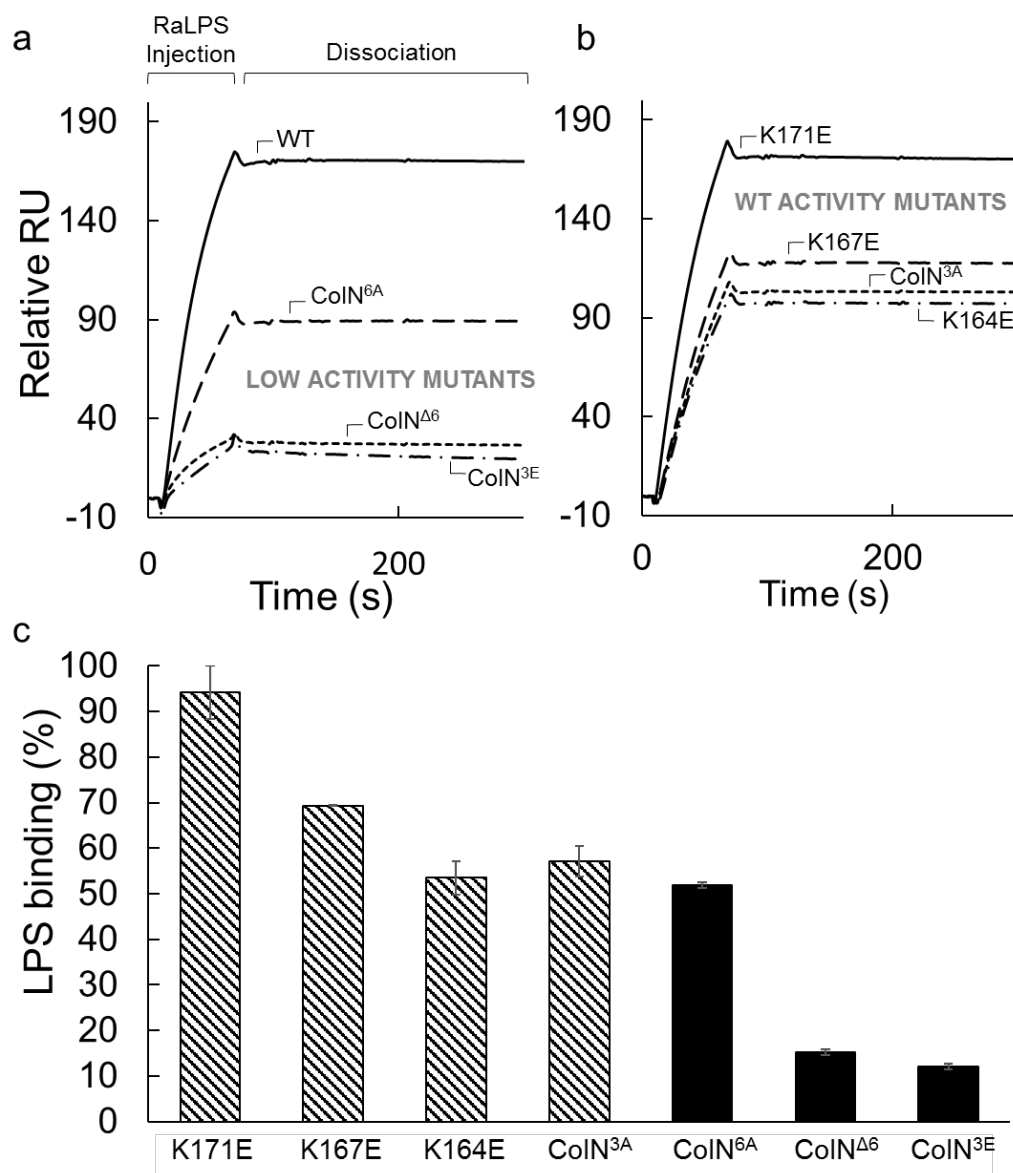 a
RaLPS
Injection
Dissociation
190
140
90
40
-10
Relative RU
WT
ColN6A
LOW ACTIVITY MUTANTS
ColNΔ6
ColN3E
0
200
Time (s)
b
190
140
90
40
-10
K171E
WT ACTIVITY MUTANTS
K167E
ColN3A
K164E
0
200
Time (s)
c
LPS binding (%)
100
90
80
70
60
50
40
30
20
10
0
K171E
K167E
K164E
ColN3A
ColN6A
ColNΔ6
ColN3E